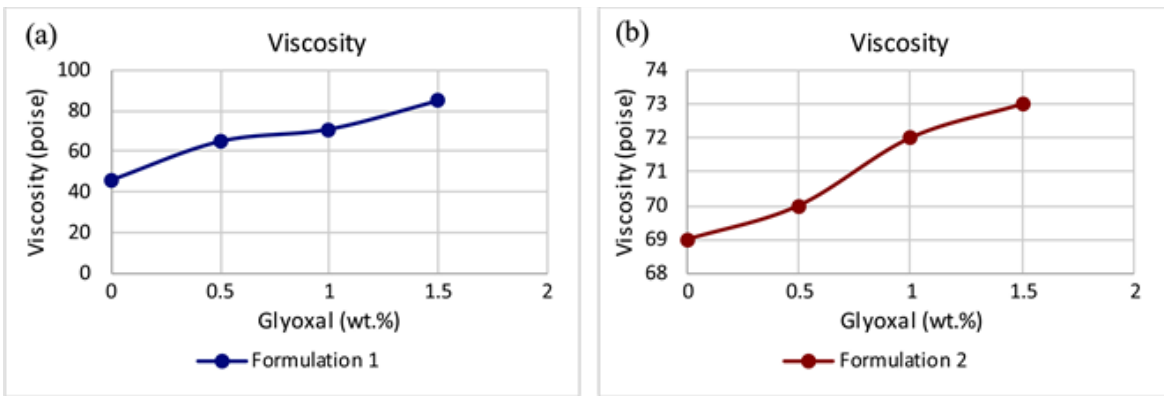 (a)
Viscosity
Viscosity (poise)
100
80
60
40
20
0
0 0.5 1 1.5 2
Glyoxal (wt.%)
Formulation 1
(b)
Viscosity
Viscosity (poise)
74
73
72
71
70
69
68
0 0.5 1 1.5 2
Glyoxal (wt.%)
Formulation 2